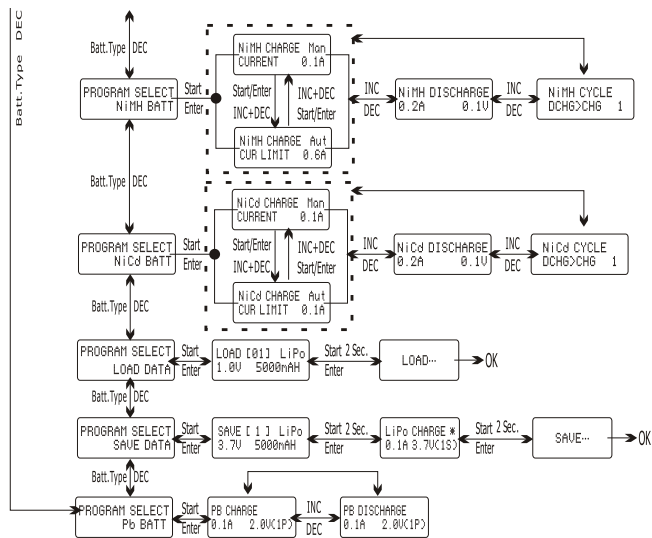 Batt.Type DEC
Batt.Type DEC
PROGRAM SELECT
NiMH BATT
Start
Enter
NiMH CHARGE Man
CURRENT 0.1A
Start/Enter
INC+DEC
INC+DEC
Start/Enter
NiMH CHARGE Aut
CUR LIMIT 0.6A
INC
DEC
NiMH DISCHARGE
0.2A 0.1V
INC
DEC
NiMH CYCLE
DCHG>CHG 1
Batt.Type DEC
PROGRAM SELECT
NiCd BATT
Start
Enter
NiCd CHARGE Man
CURRENT 0.1A
Start/Enter
INC+DEC
INC+DEC
Start/Enter
NiCd CHARGE Aut
CUR LIMIT 0.1A
INC
DEC
NiCd DISCHARGE
0.2A 0.1V
INC
DEC
NiCd CYCLE
DCHG>CHG 1
Batt.Type DEC
PROGRAM SELECT
LOAD DATA
Start
Enter
LOAD [01] LiPo
1.0V 5000mAH
Start 2 Sec.
Enter
LOAD···
OK
Batt.Type DEC
PROGRAM SELECT
SAVE DATA
Start
Enter
SAVE [ 1 ] LiPo
3.7V 5000mAH
Start 2 Sec.
Enter
LiPo CHARGE *
0.1A 3.7V(1S)
Start 2 Sec.
Enter
SAVE···
OK
Batt.Type DEC
PROGRAM SELECT
Pb BATT
Start
Enter
PB CHARGE
0.1A 2.0V(1P)
INC
DEC
PB DISCHARGE
0.1A 2.0V(1P)